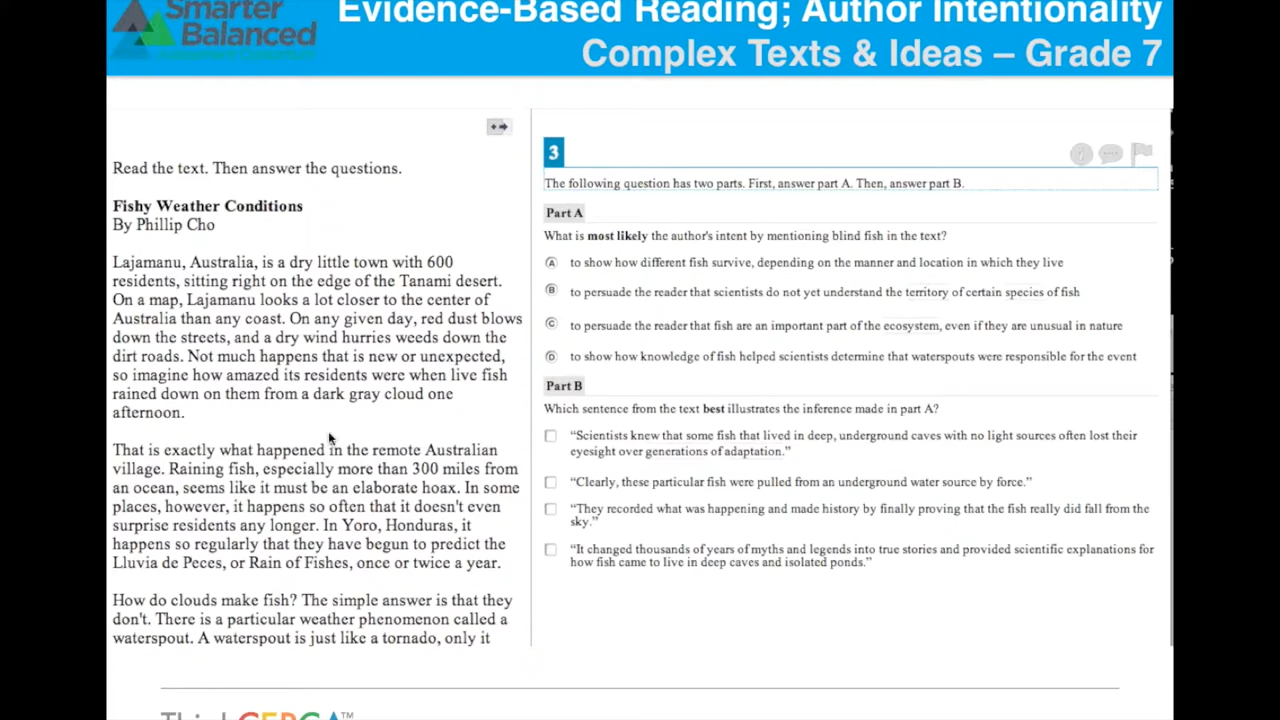 Smarter
Balanced
Evidence-Based Reading; Author Intentionality
Complex Texts & Ideas – Grade 7
Read the text. Then answer the questions.
Fishy Weather Conditions
By Phillip Cho
Lajamanu, Australia, is a dry little town with 600
residents, sitting right on the edge of the Tanami desert.
On a map, Lajamanu looks a lot closer to the center of
Australia than any coast. On any given day, red dust blows
down the streets, and a dry wind hurries weeds down the
dirt roads. Not much happens that is new or unexpected,
so imagine how amazed its residents were when live fish
rained down on them from a dark gray cloud one
afternoon.
That is exactly what happened in the remote Australian
village. Raining fish, especially more than 300 miles from
an ocean, seems like it must be an elaborate hoax. In some
places, however, it happens so often that it doesn't even
surprise residents any longer. In Yoro, Honduras, it
happens so regularly that they have begun to predict the
Lluvia de Peces, or Rain of Fishes, once or twice a year.
How do clouds make fish? The simple answer is that they
don't. There is a particular weather phenomenon called a
waterspout. A waterspout is just like a tornado, only it
3
The following question has two parts. First, answer part A. Then, answer part B.
Part A
What is most likely the author's intent by mentioning blind fish in the text?
A to show how different fish survive, depending on the manner and location in which they live
B to persuade the reader that scientists do not yet understand the territory of certain species of fish
C to persuade the reader that fish are an important part of the ecosystem, even if they are unusual in nature
D to show how knowledge of fish helped scientists determine that waterspouts were responsible for the event
Part B
Which sentence from the text best illustrates the inference made in part A?
“Scientists knew that some fish that lived in deep, underground caves with no light sources often lost their
eyesight over generations of adaptation.”
“Clearly, these particular fish were pulled from an underground water source by force.”
“They recorded what was happening and made history by finally proving that the fish really did fall from the
sky.”
“It changed thousands of years of myths and legends into true stories and provided scientific explanations for
how fish came to live in deep caves and isolated ponds.”